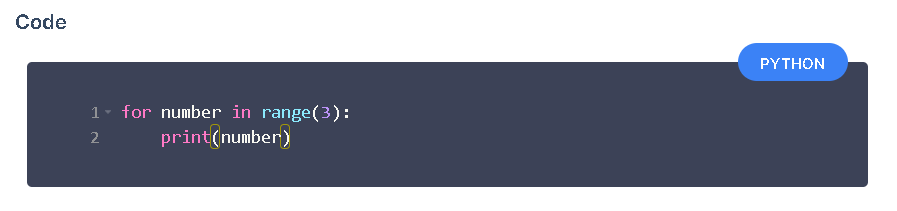 Code
PYTHON
1 for number in range(3):
2     print(number)